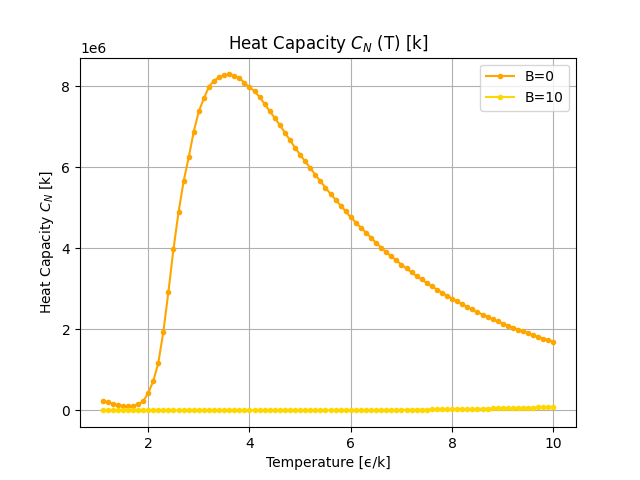 Heat Capacity $C_N$ (T) [k]
1e6
B=0
B=10
8
6
4
2
0
Heat Capacity $C_N$ [k]
2 4 6 8 10
Temperature [ϵ/k]